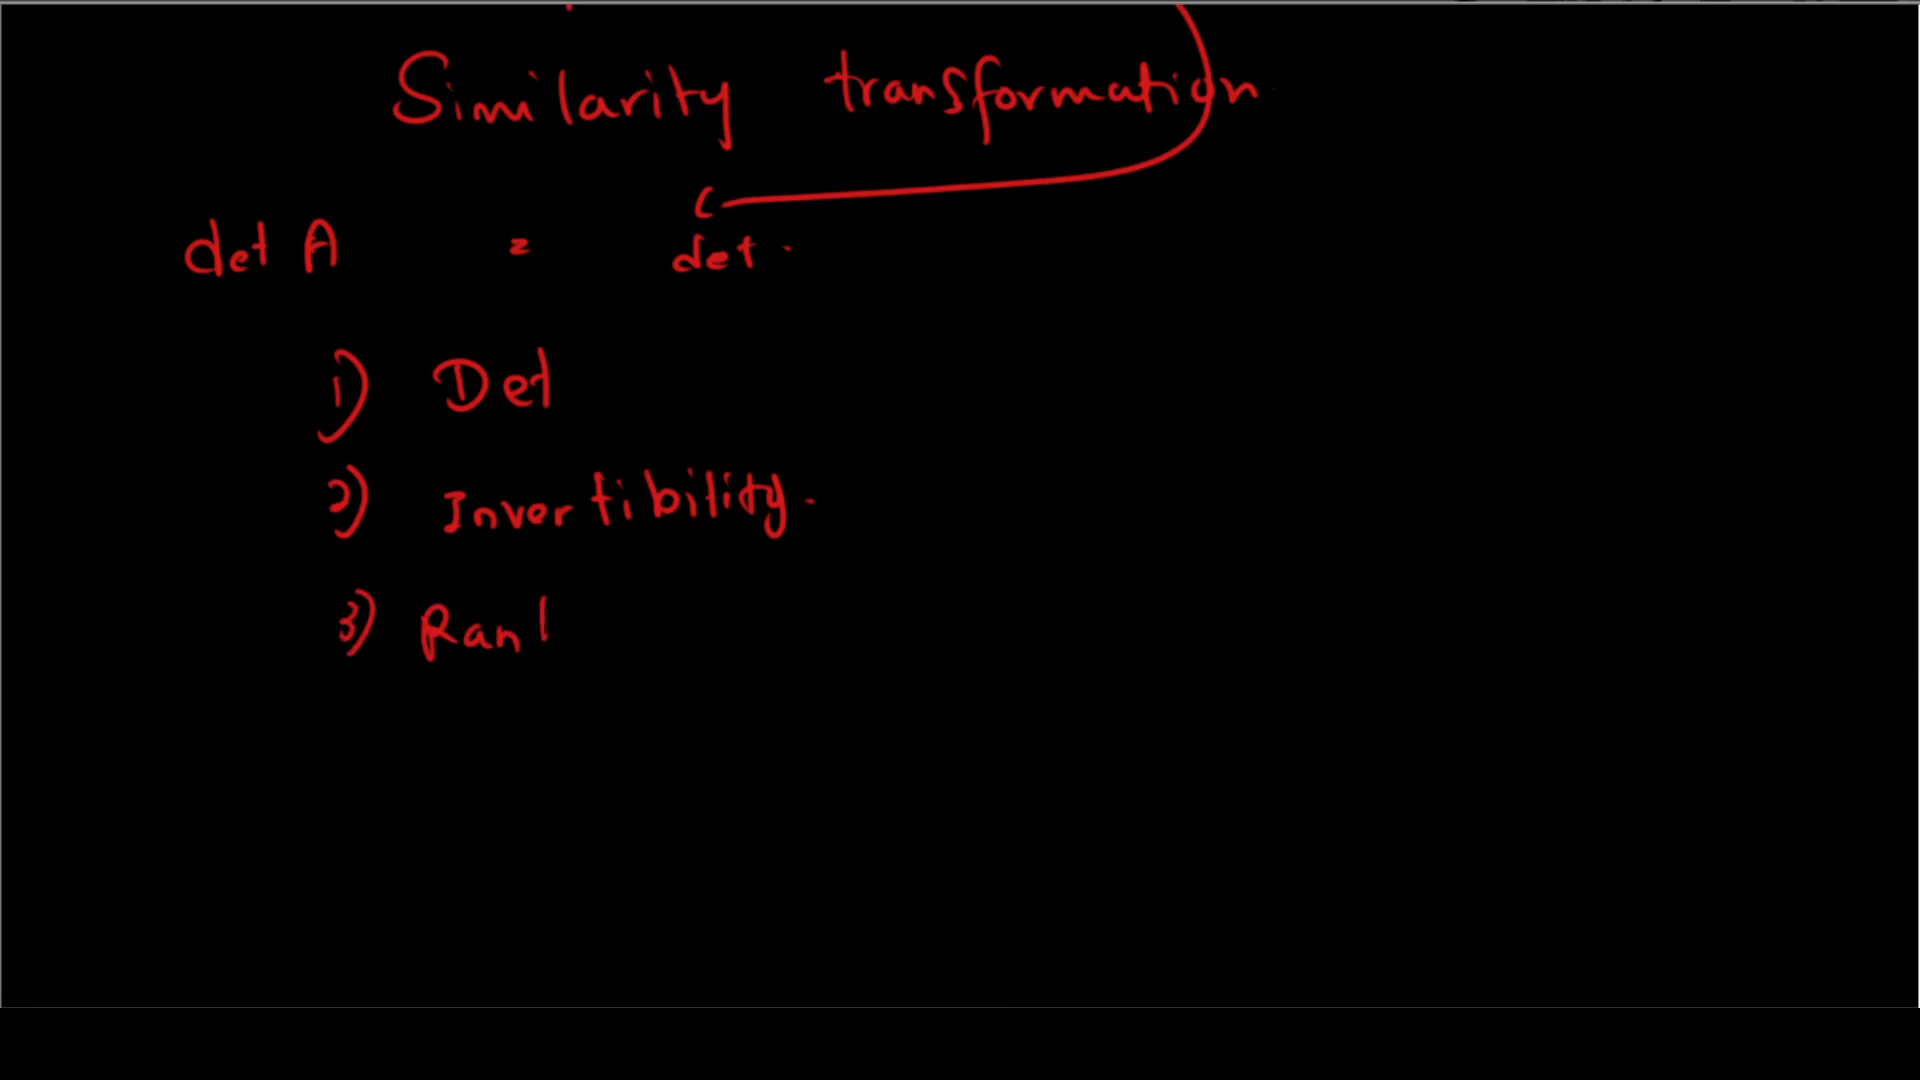 Similarity transformation
det A = det.
1) Det
2) Invertibility.
3) Ran